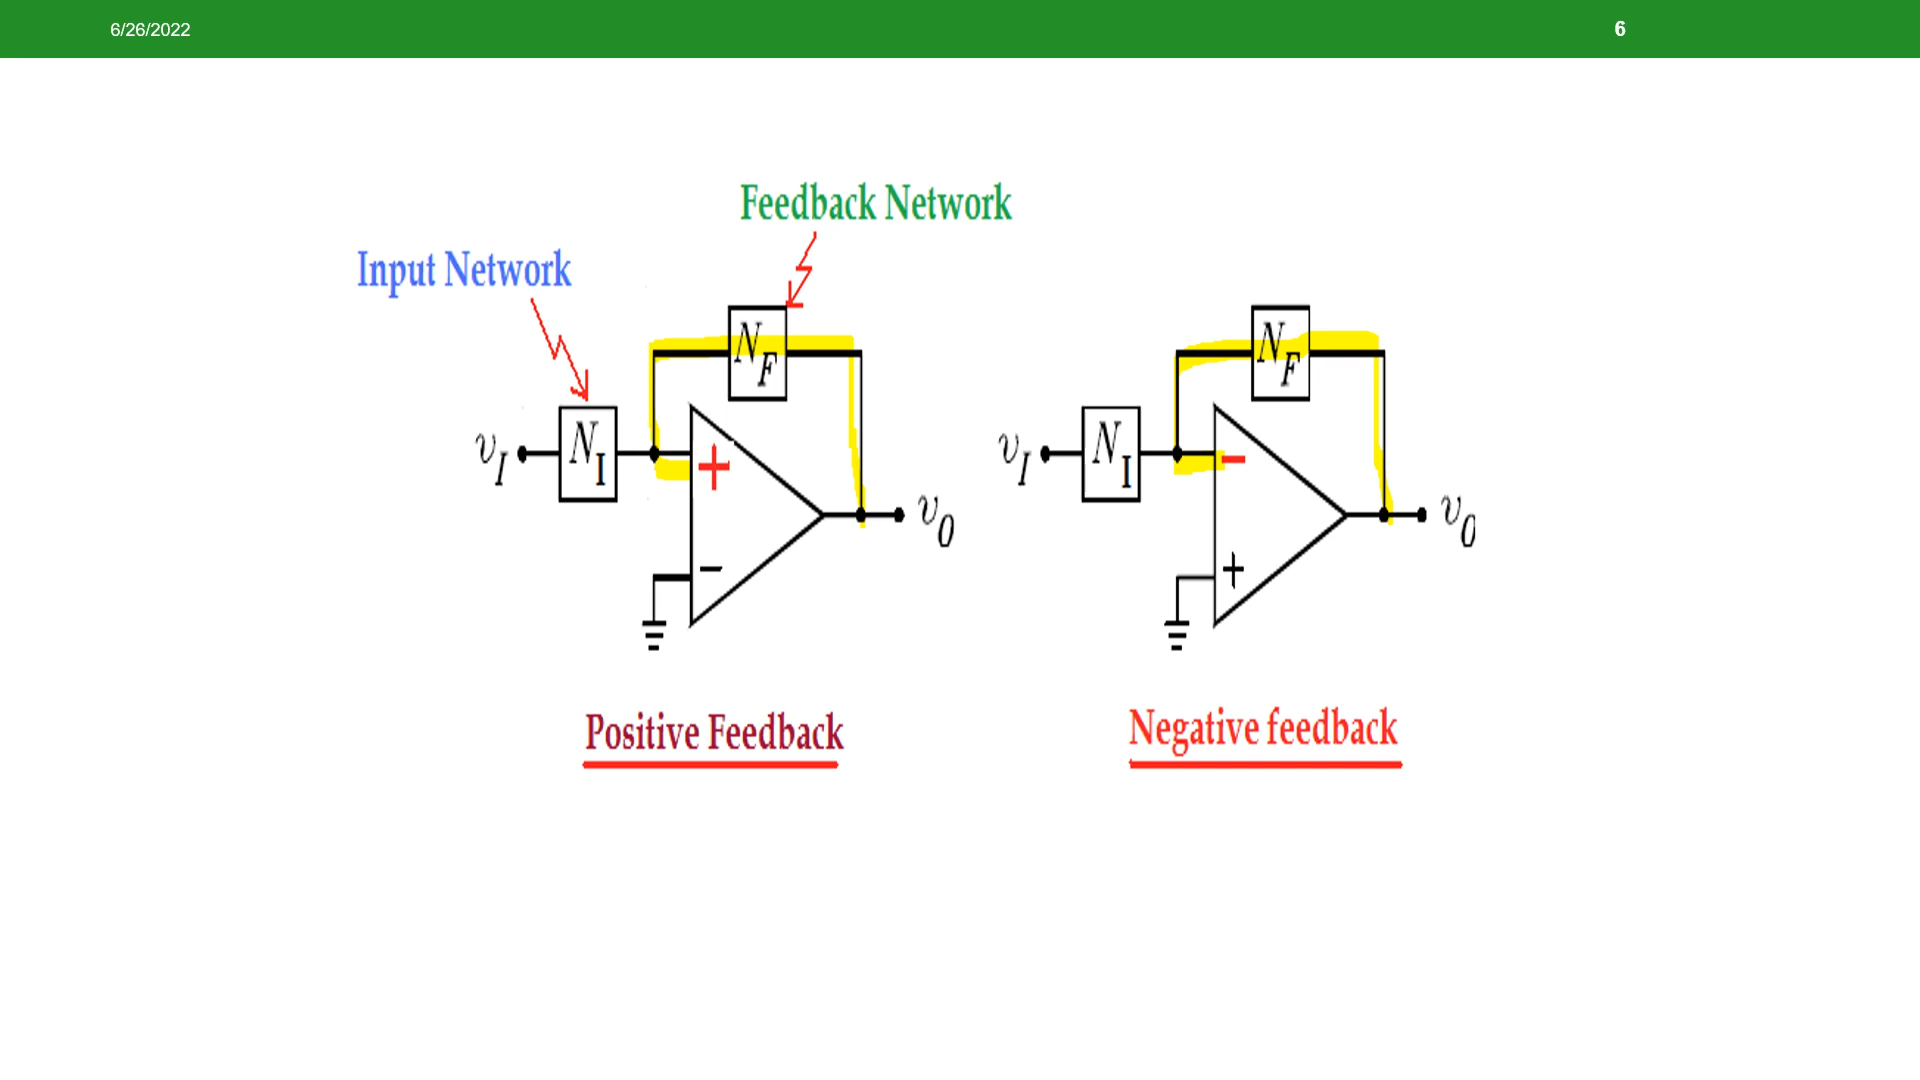 6/26/2022
6
Feedback Network
Input Network
N_F
N_F
v_I
N_I
+
v_0
−
v_I
N_I
−
v_0
+
Positive Feedback
Negative feedback